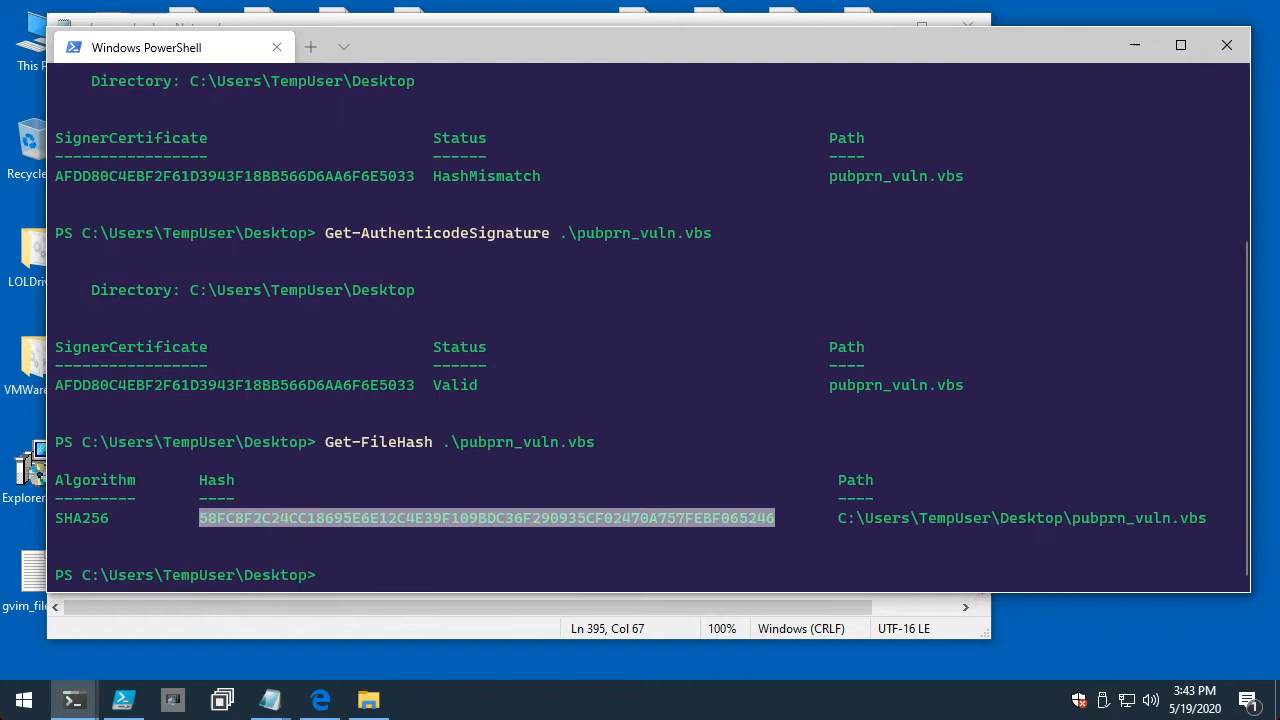 Windows PowerShell
Directory: C:\Users\TempUser\Desktop
SignerCertificate Status Path
----------------- ------ ----
AFDD80C4EBF2F61D3943F18BB566D6AA6F6E5033 HashMismatch pubprn_vuln.vbs
PS C:\Users\TempUser\Desktop> Get-AuthenticodeSignature .\pubprn_vuln.vbs
Directory: C:\Users\TempUser\Desktop
SignerCertificate Status Path
----------------- ------ ----
AFDD80C4EBF2F61D3943F18BB566D6AA6F6E5033 Valid pubprn_vuln.vbs
PS C:\Users\TempUser\Desktop> Get-FileHash .\pubprn_vuln.vbs
Algorithm Hash Path
--------- ---- ----
SHA256 58FC8F2C24CC18695E6E12C4E39F109BDC36F290935CF02470A757FEBF065246 C:\Users\TempUser\Desktop\pubprn_vuln.vbs
PS C:\Users\TempUser\Desktop>
This P
Recycle
LOLDriv
VMWare
Explorer
gvim_file
Ln 395, Col 67 100% Windows (CRLF) UTF-16 LE
3:43 PM
5/19/2020
1